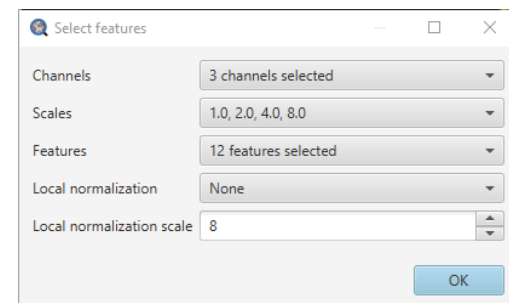 Select features
Channels 3 channels selected
Scales 1.0, 2.0, 4.0, 8.0
Features 12 features selected
Local normalization None
Local normalization scale 8
OK